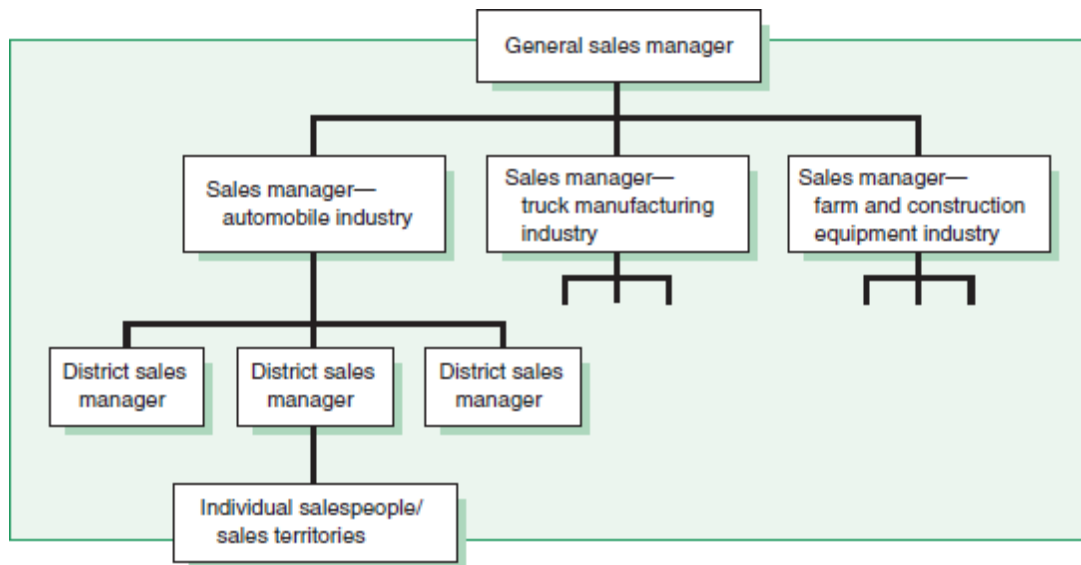 General sales manager
Sales manager—
automobile industry
Sales manager—
truck manufacturing
industry
Sales manager—
farm and construction
equipment industry
District sales
manager
District sales
manager
District sales
manager
Individual salespeople/
sales territories